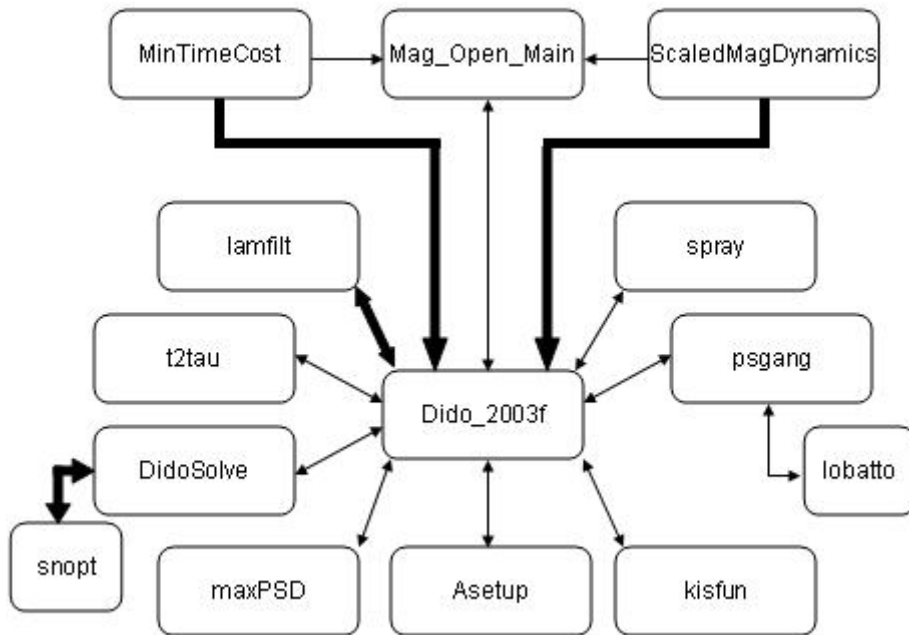 MinTimeCost
Mag_Open_Main
ScaledMagDynamics
lamfilt
spray
t2tau
psgang
Dido_2003f
DidoSolve
lobatto
snopt
maxPSD
Asetup
kisfun